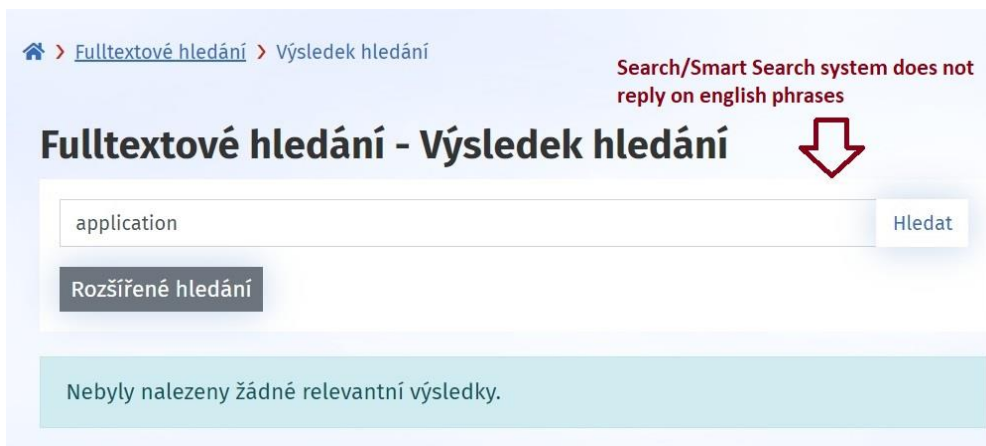 Fulltextové hledání Výsledek hledání
Search/Smart Search system does not
reply on english phrases
Fulltextové hledání - Výsledek hledání
application
Hledat
Rozšířené hledání
Nebyly nalezeny žádné relevantní výsledky.